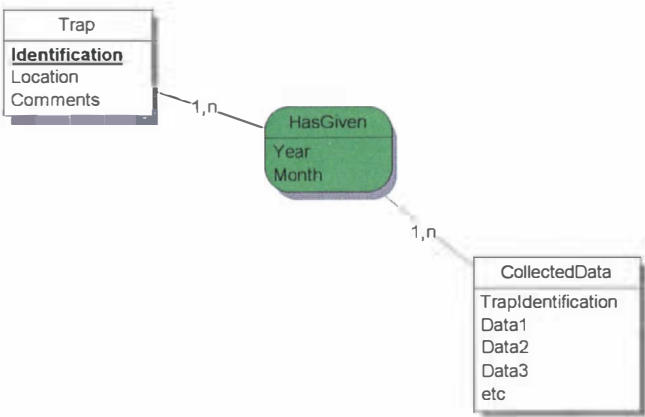 Trap
Identification
Location
Comments
1,n
HasGiven
Year
Month
1,n
CollectedData
TrapIdentification
Data1
Data2
Data3
etc